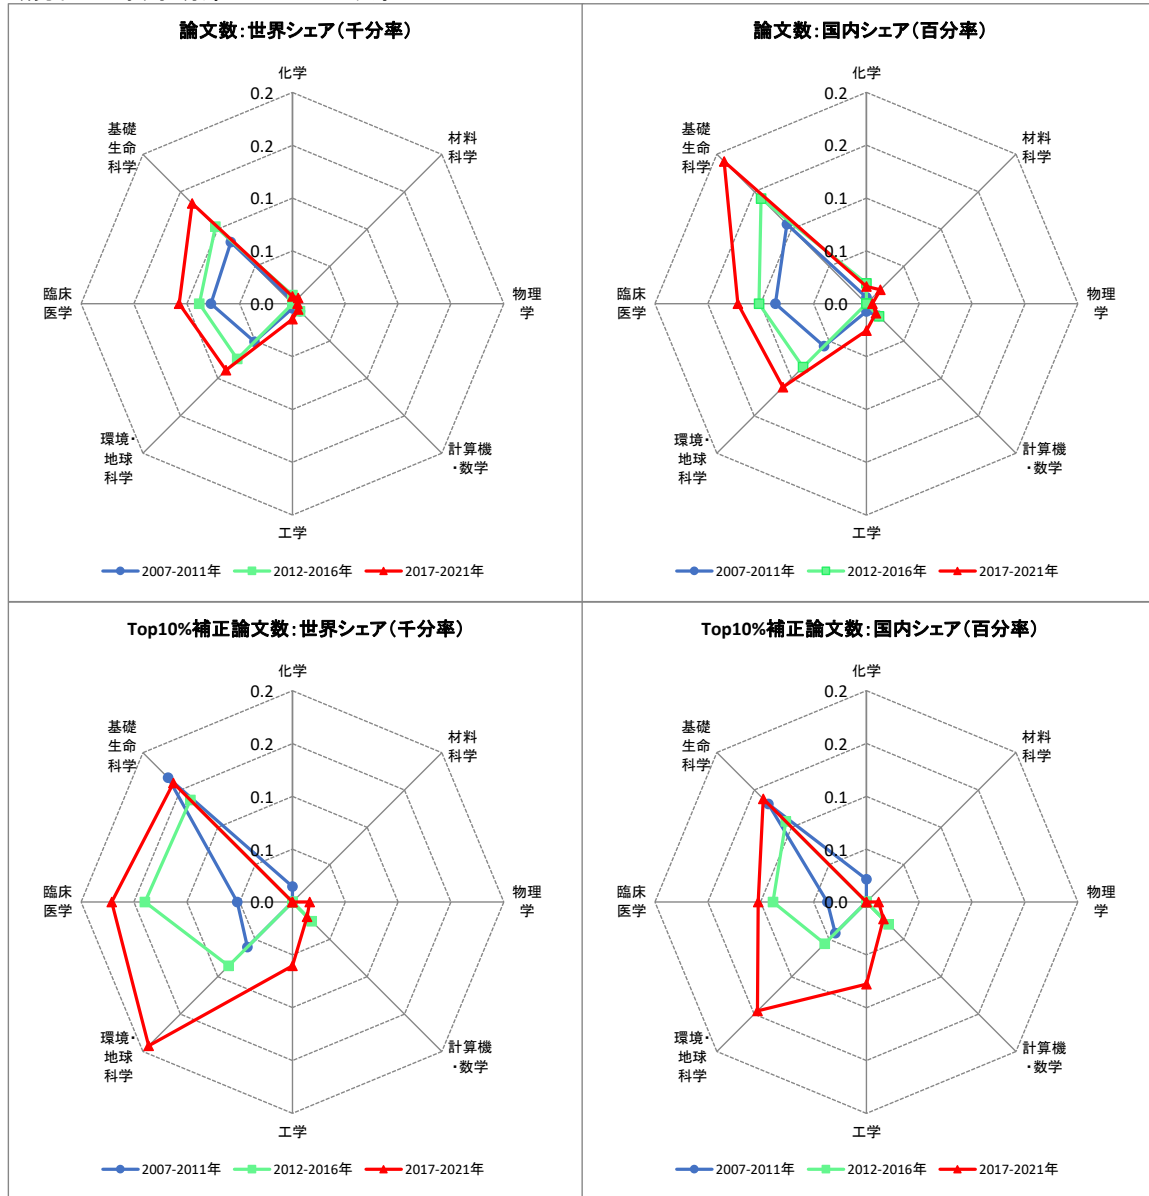 論文数：世界シェア（千分率）
化学
0.2
0.2
0.1
0.1
0.0
材料
科学
物理
学
計算機
・数学
工学
環境・
地球
科学
臨床
医学
基礎
生命
科学
2007-2011年 2012-2016年 2017-2021年
論文数：国内シェア（百分率）
化学
0.2
0.2
0.1
0.1
0.0
材料
科学
物理
学
計算機
・数学
工学
環境・
地球
科学
臨床
医学
基礎
生命
科学
2007-2011年 2012-2016年 2017-2021年
Top10%補正論文数：世界シェア（千分率）
化学
0.2
0.2
0.1
0.1
0.0
材料
科学
物理
学
計算機
・数学
工学
環境・
地球
科学
臨床
医学
基礎
生命
科学
2007-2011年 2012-2016年 2017-2021年
Top10%補正論文数：国内シェア（百分率）
化学
0.2
0.2
0.1
0.1
0.0
材料
科学
物理
学
計算機
・数学
工学
環境・
地球
科学
臨床
医学
基礎
生命
科学
2007-2011年 2012-2016年 2017-2021年